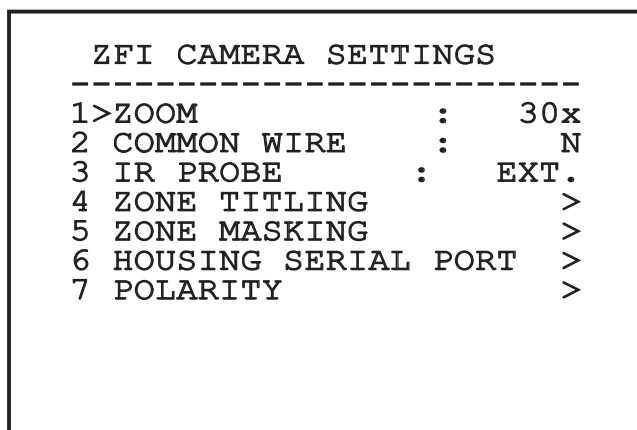 ZFI CAMERA SETTINGS
---------------------------
1>ZOOM : 30x
2 COMMON WIRE : N
3 IR PROBE : EXT.
4 ZONE TITLING >
5 ZONE MASKING >
6 HOUSING SERIAL PORT >
7 POLARITY >